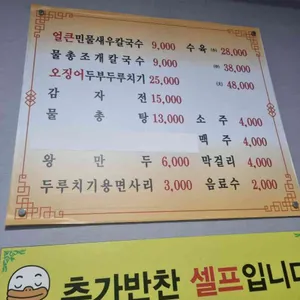 얼큰민물새우칼국수 9,000 수육 (소) 28,000
물총조개칼국수 9,000 38,000
오징어두부두루치기 25,000 (대) 48,000
감자전 15,000
물총탕 13,000 소주 4,000
맥주 4,000
왕만두 6,000 막걸리 4,000
두루치기용면사리 3,000 음료수 2,000
추가반찬 셀프입니다